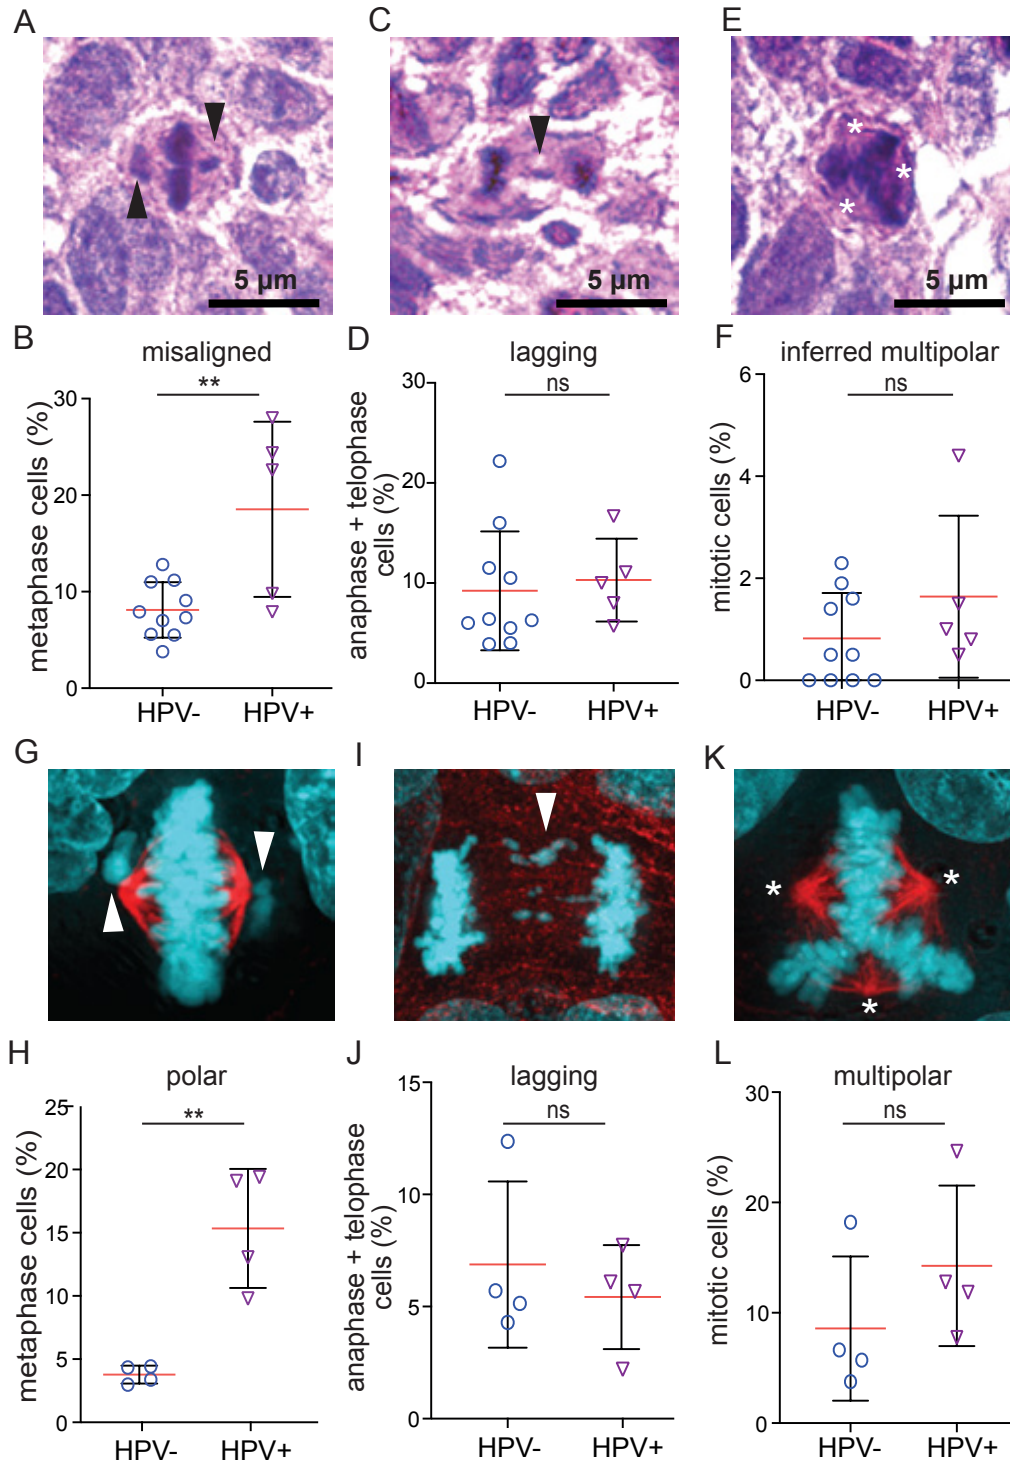 A
C
E
5 µm
5 µm
5 µm
B
misaligned
**
metaphase cells (%)
30
20
10
0
HPV-
HPV+
D
lagging
ns
anaphase + telophase
cells (%)
30
20
10
0
HPV-
HPV+
F
inferred multipolar
ns
mitotic cells (%)
6
4
2
0
HPV-
HPV+
*
*
*
G
I
K
*
*
*
H
polar
**
metaphase cells (%)
25
20
15
10
5
0
HPV-
HPV+
J
lagging
ns
anaphase + telophase
cells (%)
15
10
5
0
HPV-
HPV+
L
multipolar
ns
mitotic cells (%)
30
20
10
0
HPV-
HPV+